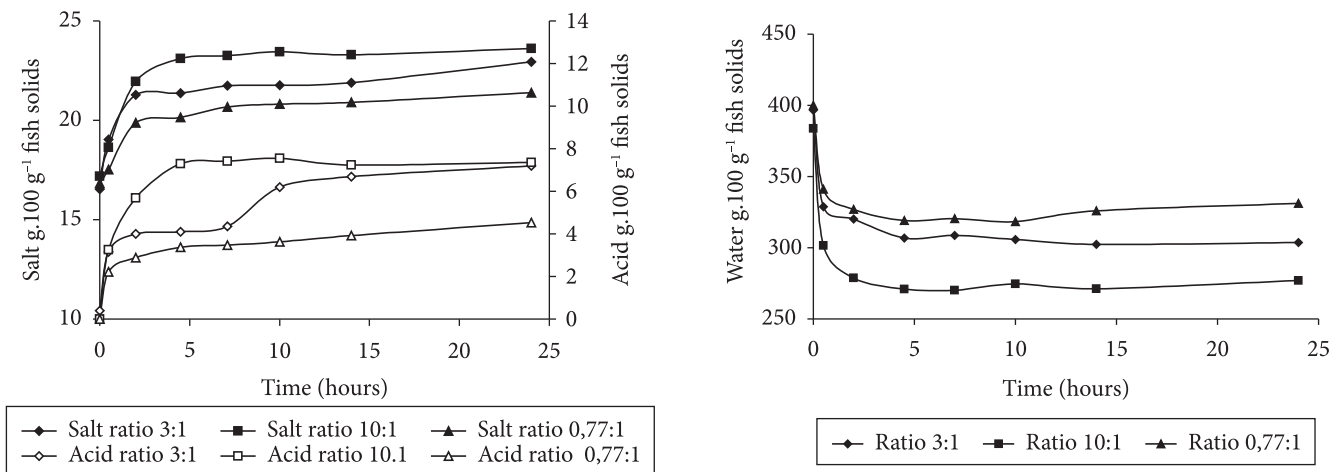 Salt g.100 g⁻¹ fish solids
25
20
15
10
14
12
10
8
6
4
2
0
Acid g.100 g⁻¹ fish solids
0 5 10 15 20 25
Time (hours)
Salt ratio 3:1 Salt ratio 10:1 Salt ratio 0,77:1
Acid ratio 3:1 Acid ratio 10.1 Acid ratio 0,77:1
Water g.100 g⁻¹ fish solids
450
400
350
300
250
0 5 10 15 20 25
Time (hours)
Ratio 3:1 Ratio 10:1 Ratio 0,77:1